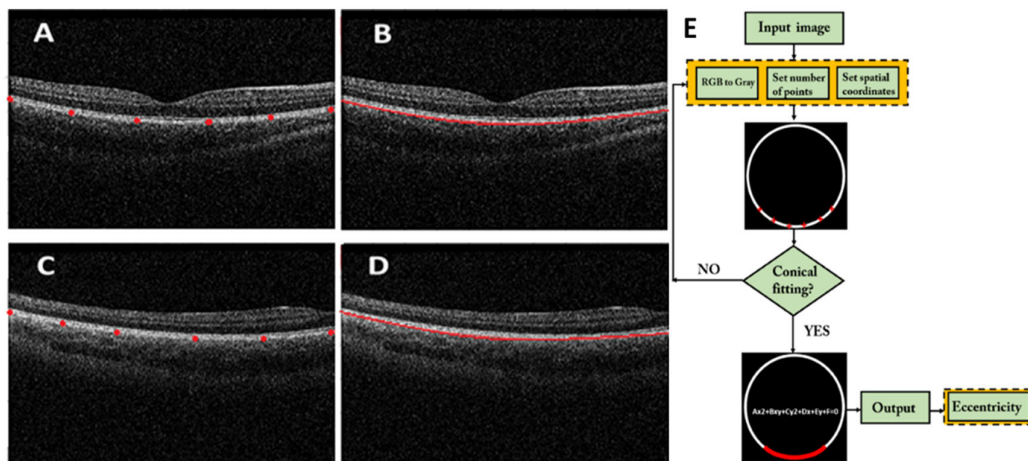 A
B
E
Input image
RGB to Gray
Set number
of points
Set spatial
coordinates
C
D
NO
Conical
fitting?
YES
Ax2+Bxy+Cy2+Dx+Ey+F=0
Output
Eccentricity